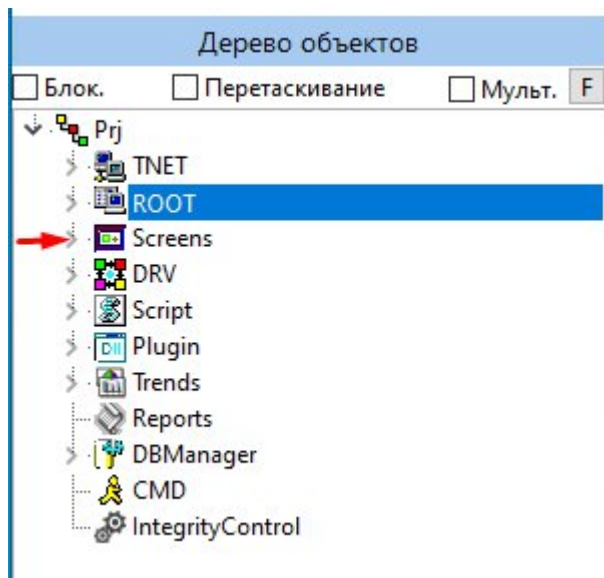 Дерево объектов
Блок. Перетаскивание Мульт. F
Prj
TNET
ROOT
Screens
DRV
Script
Plugin
Trends
Reports
DBManager
CMD
IntegrityControl